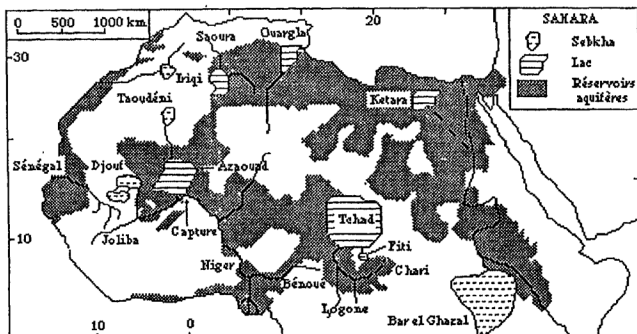 0 500 1000 km
20
SAHARA
Sebkha
Lac
Réservoirs
aquifères
30
Saoura
Ouargla
Iriqi
Taoudéni
Ketara
Sénégal
Djouf
Azaouad
Tchad
Joliba
Capture
Fiti
10
Niger
Chari
Bénoué
Logone
Bar el Ghazal
10
0